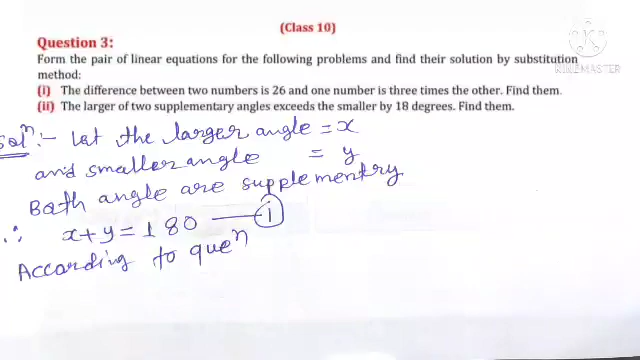 (Class 10)
Question 3:
Form the pair of linear equations for the following problems and find their solution by substitution
method:
(i) The difference between two numbers is 26 and one number is three times the other. Find them.
(ii) The larger of two supplementary angles exceeds the smaller by 18 degrees. Find them.
Solⁿ:- Let the larger angle = x
and smaller angle = y
Both angle are supplementry
∴ x+y = 180 — (i)
According to queⁿ
KINEMASTER